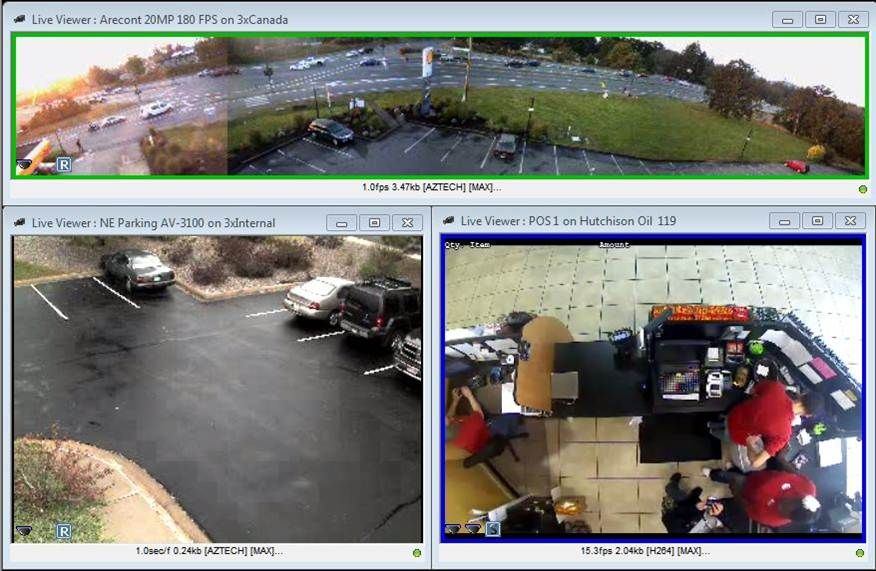 Live Viewer : Arecont 20MP 180 FPS on 3xCanada
R
1.0fps 3.47kb [AZTECH] [MAX]...
Live Viewer : NE Parking AV-3100 on 3xInternal
R
1.0sec/f 0.24kb [AZTECH] [MAX]...
Live Viewer : POS 1 on Hutchison Oil 119
Qty. Item Amount
S
15.3fps 2.04kb [H264] [MAX]...